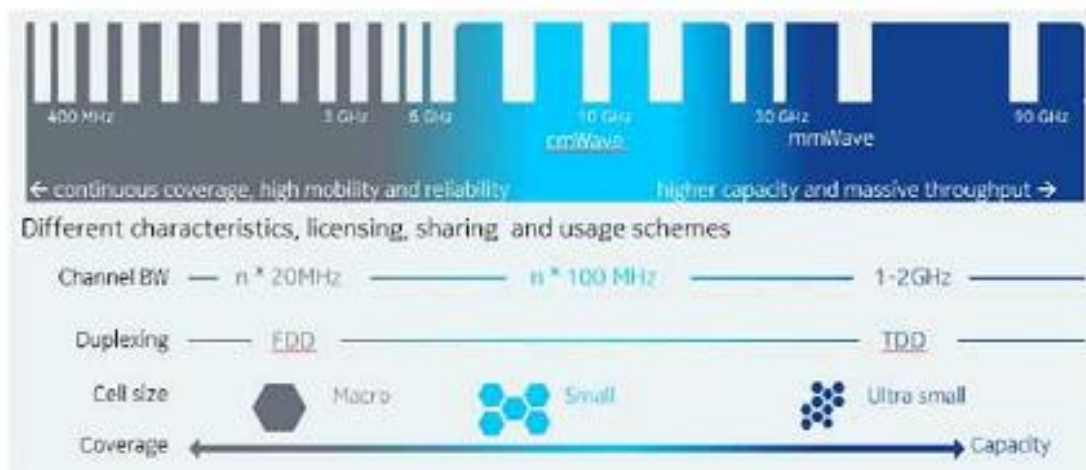 400 MHz 3 GHz 6 GHz 10 GHz 30 GHz 90 GHz
cmWave mmWave
← continuous coverage, high mobility and reliability higher capacity and massive throughput →
Different characteristics, licensing, sharing and usage schemes
Channel BW n * 20MHz n * 100 MHz 1-2GHz
Duplexing FDD TDD
Cell size Macro Small Ultra small
Coverage Capacity